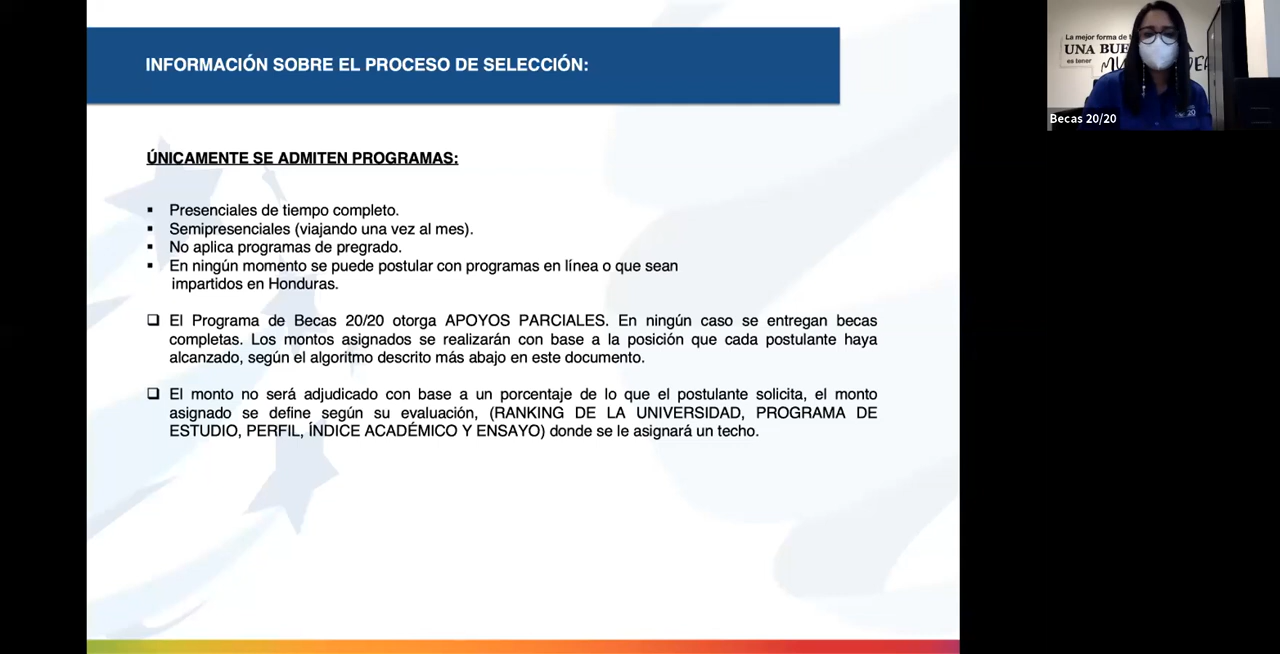 INFORMACIÓN SOBRE EL PROCESO DE SELECCIÓN:
ÚNICAMENTE SE ADMITEN PROGRAMAS:
▪ Presenciales de tiempo completo.
▪ Semipresenciales (viajando una vez al mes).
▪ No aplica programas de pregrado.
▪ En ningún momento se puede postular con programas en línea o que sean
impartidos en Honduras.
❑ El Programa de Becas 20/20 otorga APOYOS PARCIALES. En ningún caso se entregan becas
completas. Los montos asignados se realizarán con base a la posición que cada postulante haya
alcanzado, según el algoritmo descrito más abajo en este documento.
❑ El monto no será adjudicado con base a un porcentaje de lo que el postulante solicita, el monto
asignado se define según su evaluación, (RANKING DE LA UNIVERSIDAD, PROGRAMA DE
ESTUDIO, PERFIL, ÍNDICE ACADÉMICO Y ENSAYO) donde se le asignará un techo.
La mejor forma de
UNA
es tener
Becas 20/20